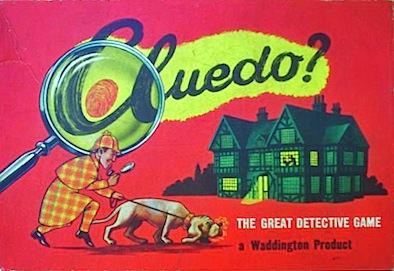 Cluedo?
THE GREAT DETECTIVE GAME
a Waddington Product